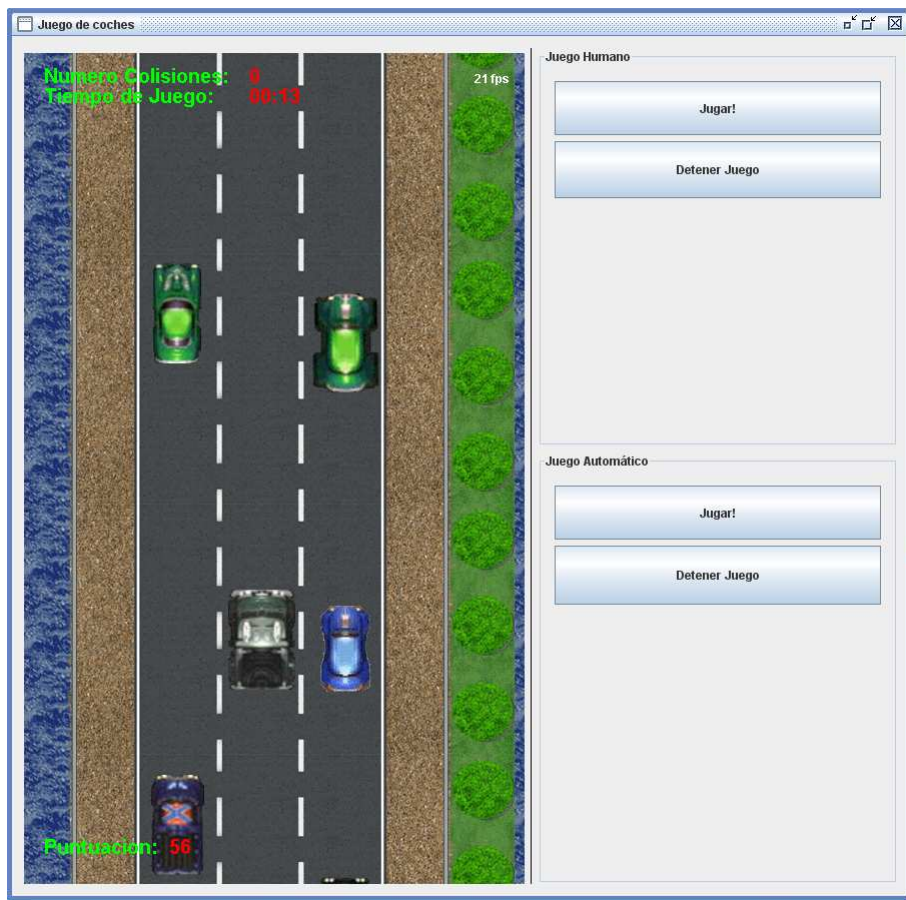 Juego de coches
Numero Colisiones: 0
Tiempo de Juego: 00:13
21 fps
Puntuacion: 56
Juego Humano
Jugar!
Detener Juego
Juego Automático
Jugar!
Detener Juego